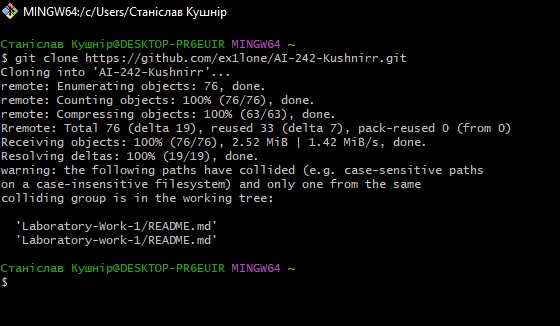 MINGW64:/c/Users/Станіслав Кушнір
Станіслав Кушнір@DESKTOP-PR6EUIR MINGW64 ~
$ git clone https://github.com/ex1lone/AI-242-Kushnirr.git
Cloning into 'AI-242-Kushnirr'...
remote: Enumerating objects: 76, done.
remote: Counting objects: 100% (76/76), done.
remote: Compressing objects: 100% (63/63), done.
Rremote: Total 76 (delta 19), reused 33 (delta 7), pack-reused 0 (from 0)
Receiving objects: 100% (76/76), 2.52 MiB | 1.42 MiB/s, done.
Resolving deltas: 100% (19/19), done.
warning: the following paths have collided (e.g. case-sensitive paths
on a case-insensitive filesystem) and only one from the same
colliding group is in the working tree:
'Laboratory-Work-1/README.md'
'Laboratory-work-1/README.md'
Станіслав Кушнір@DESKTOP-PR6EUIR MINGW64 ~
$